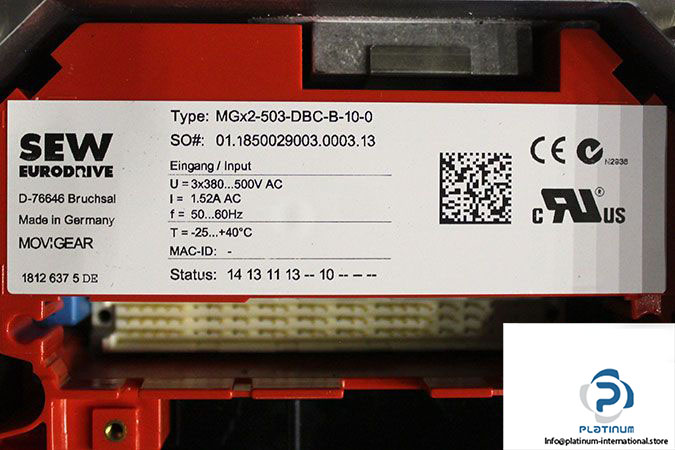 SEW
EURODRIVE
D-76646 Bruchsal
Made in Germany
MOVIGEAR
1812 637 5 DE
Type: MGx2-503-DBC-B-10-0
SO#: 01.1850029003.0003.13
Eingang / Input
U = 3x380...500V AC
I = 1.52A AC
f = 50...60Hz
T = -25...+40°C
MAC-ID: -
Status: 14 13 11 13 -- 10 -- -- --
CE N2936
c RU ® US
PLATINUM
Info@platinum-international.store